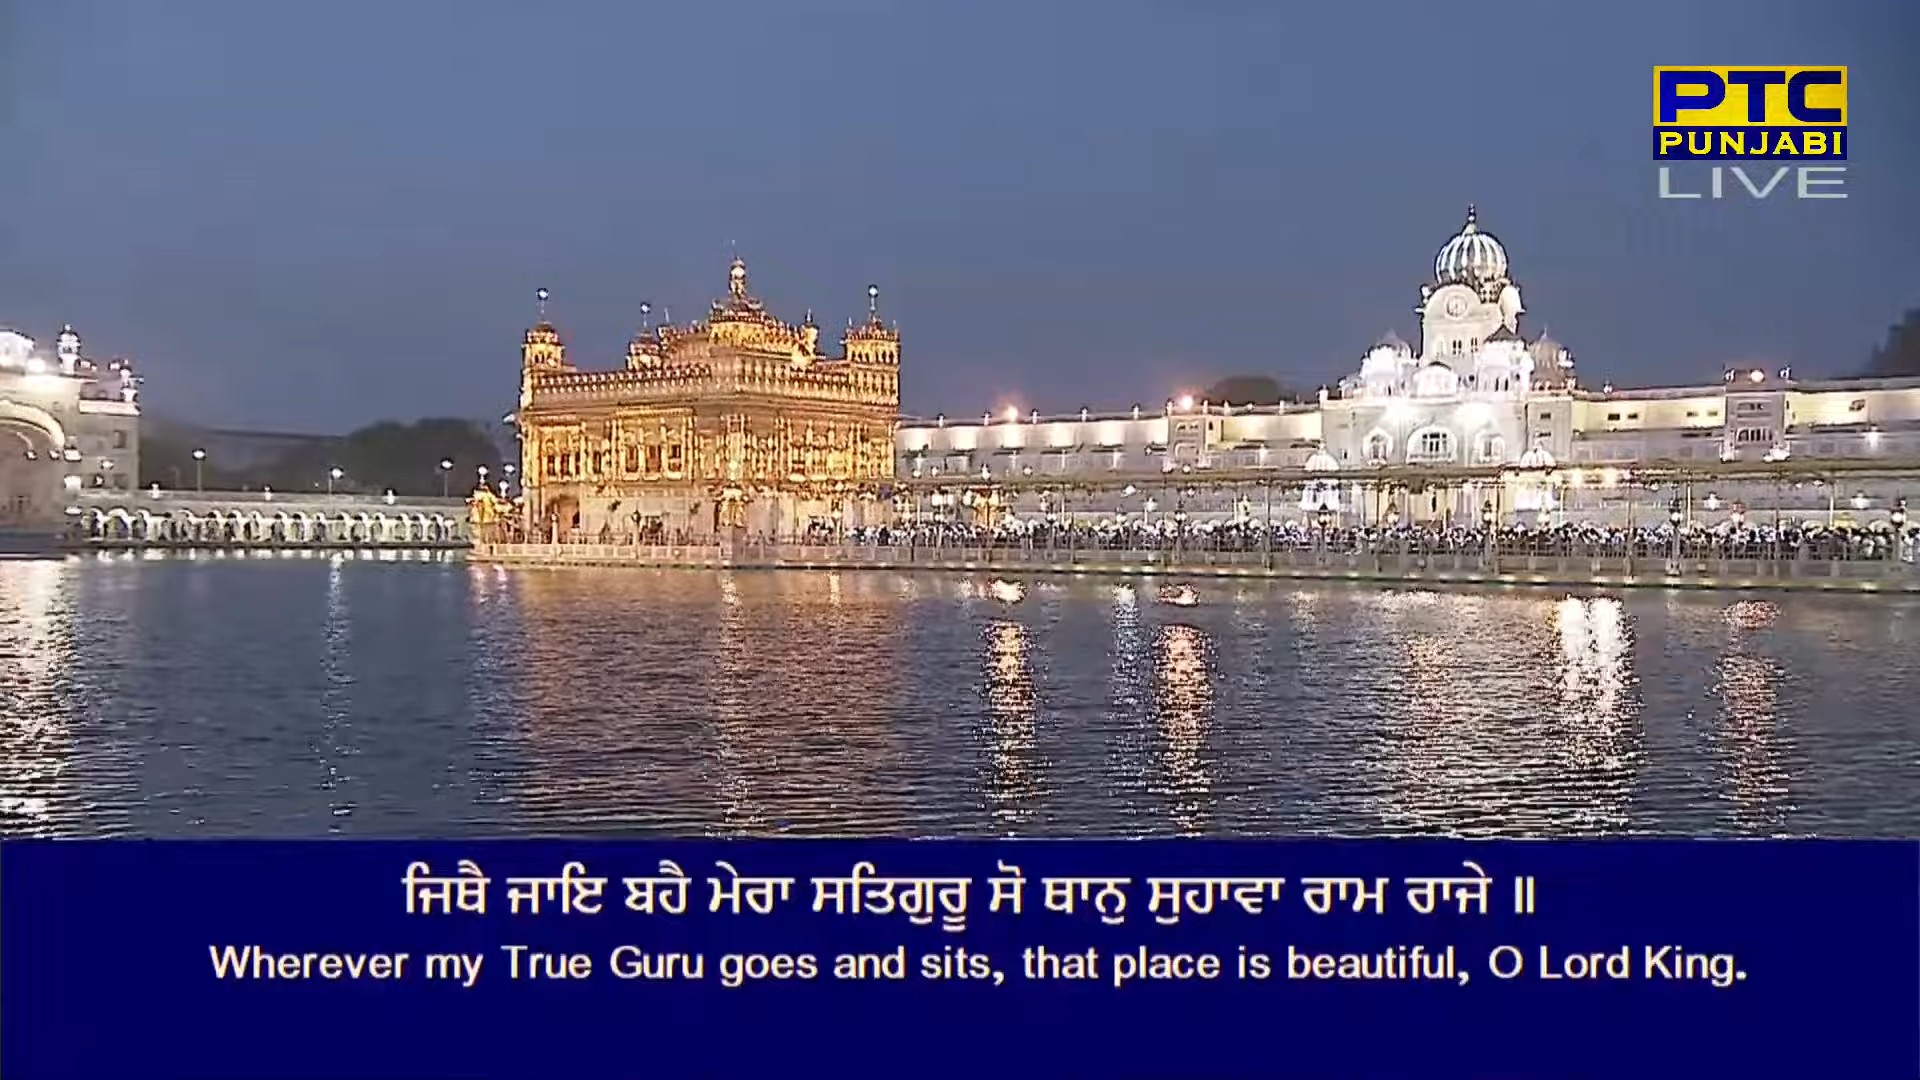 PTC
PUNJABI
LIVE
ਜਿਥੈ ਜਾਇ ਬਹੈ ਮੇਰਾ ਸਤਿਗੁਰੂ ਸੋ ਥਾਨੁ ਸੁਹਾਵਾ ਰਾਮ ਰਾਜੇ ॥
Wherever my True Guru goes and sits, that place is beautiful, O Lord King.